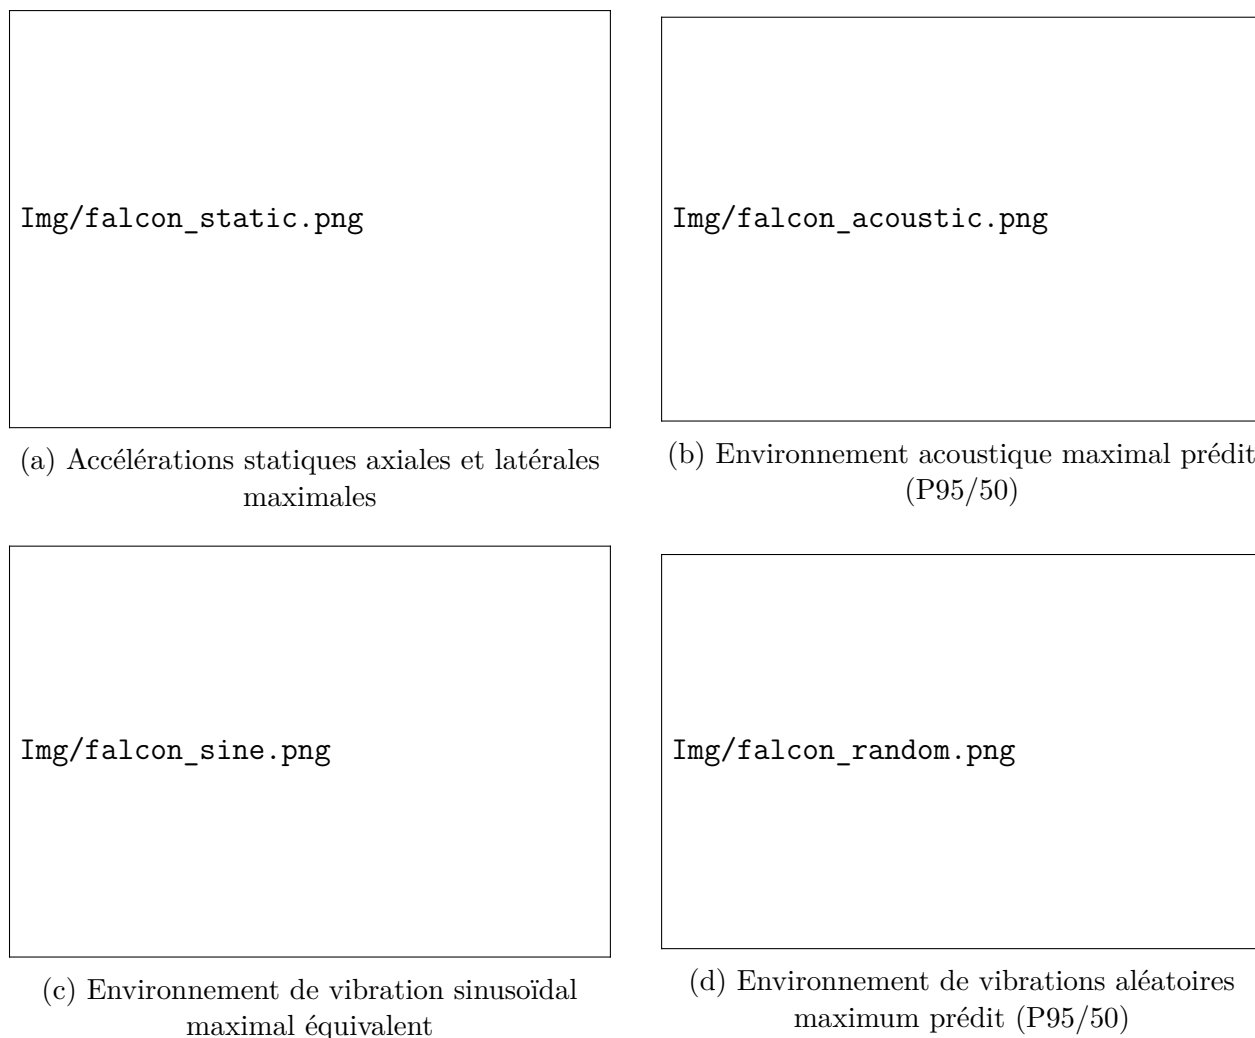 Img/falcon_static.png
Img/falcon_acoustic.png
(a) Accélérations statiques axiales et latérales
maximales
(b) Environnement acoustique maximal prédit
(P95/50)
Img/falcon_sine.png
Img/falcon_random.png
(c) Environnement de vibration sinusoïdal
maximal équivalent
(d) Environnement de vibrations aléatoires
maximum prédit (P95/50)